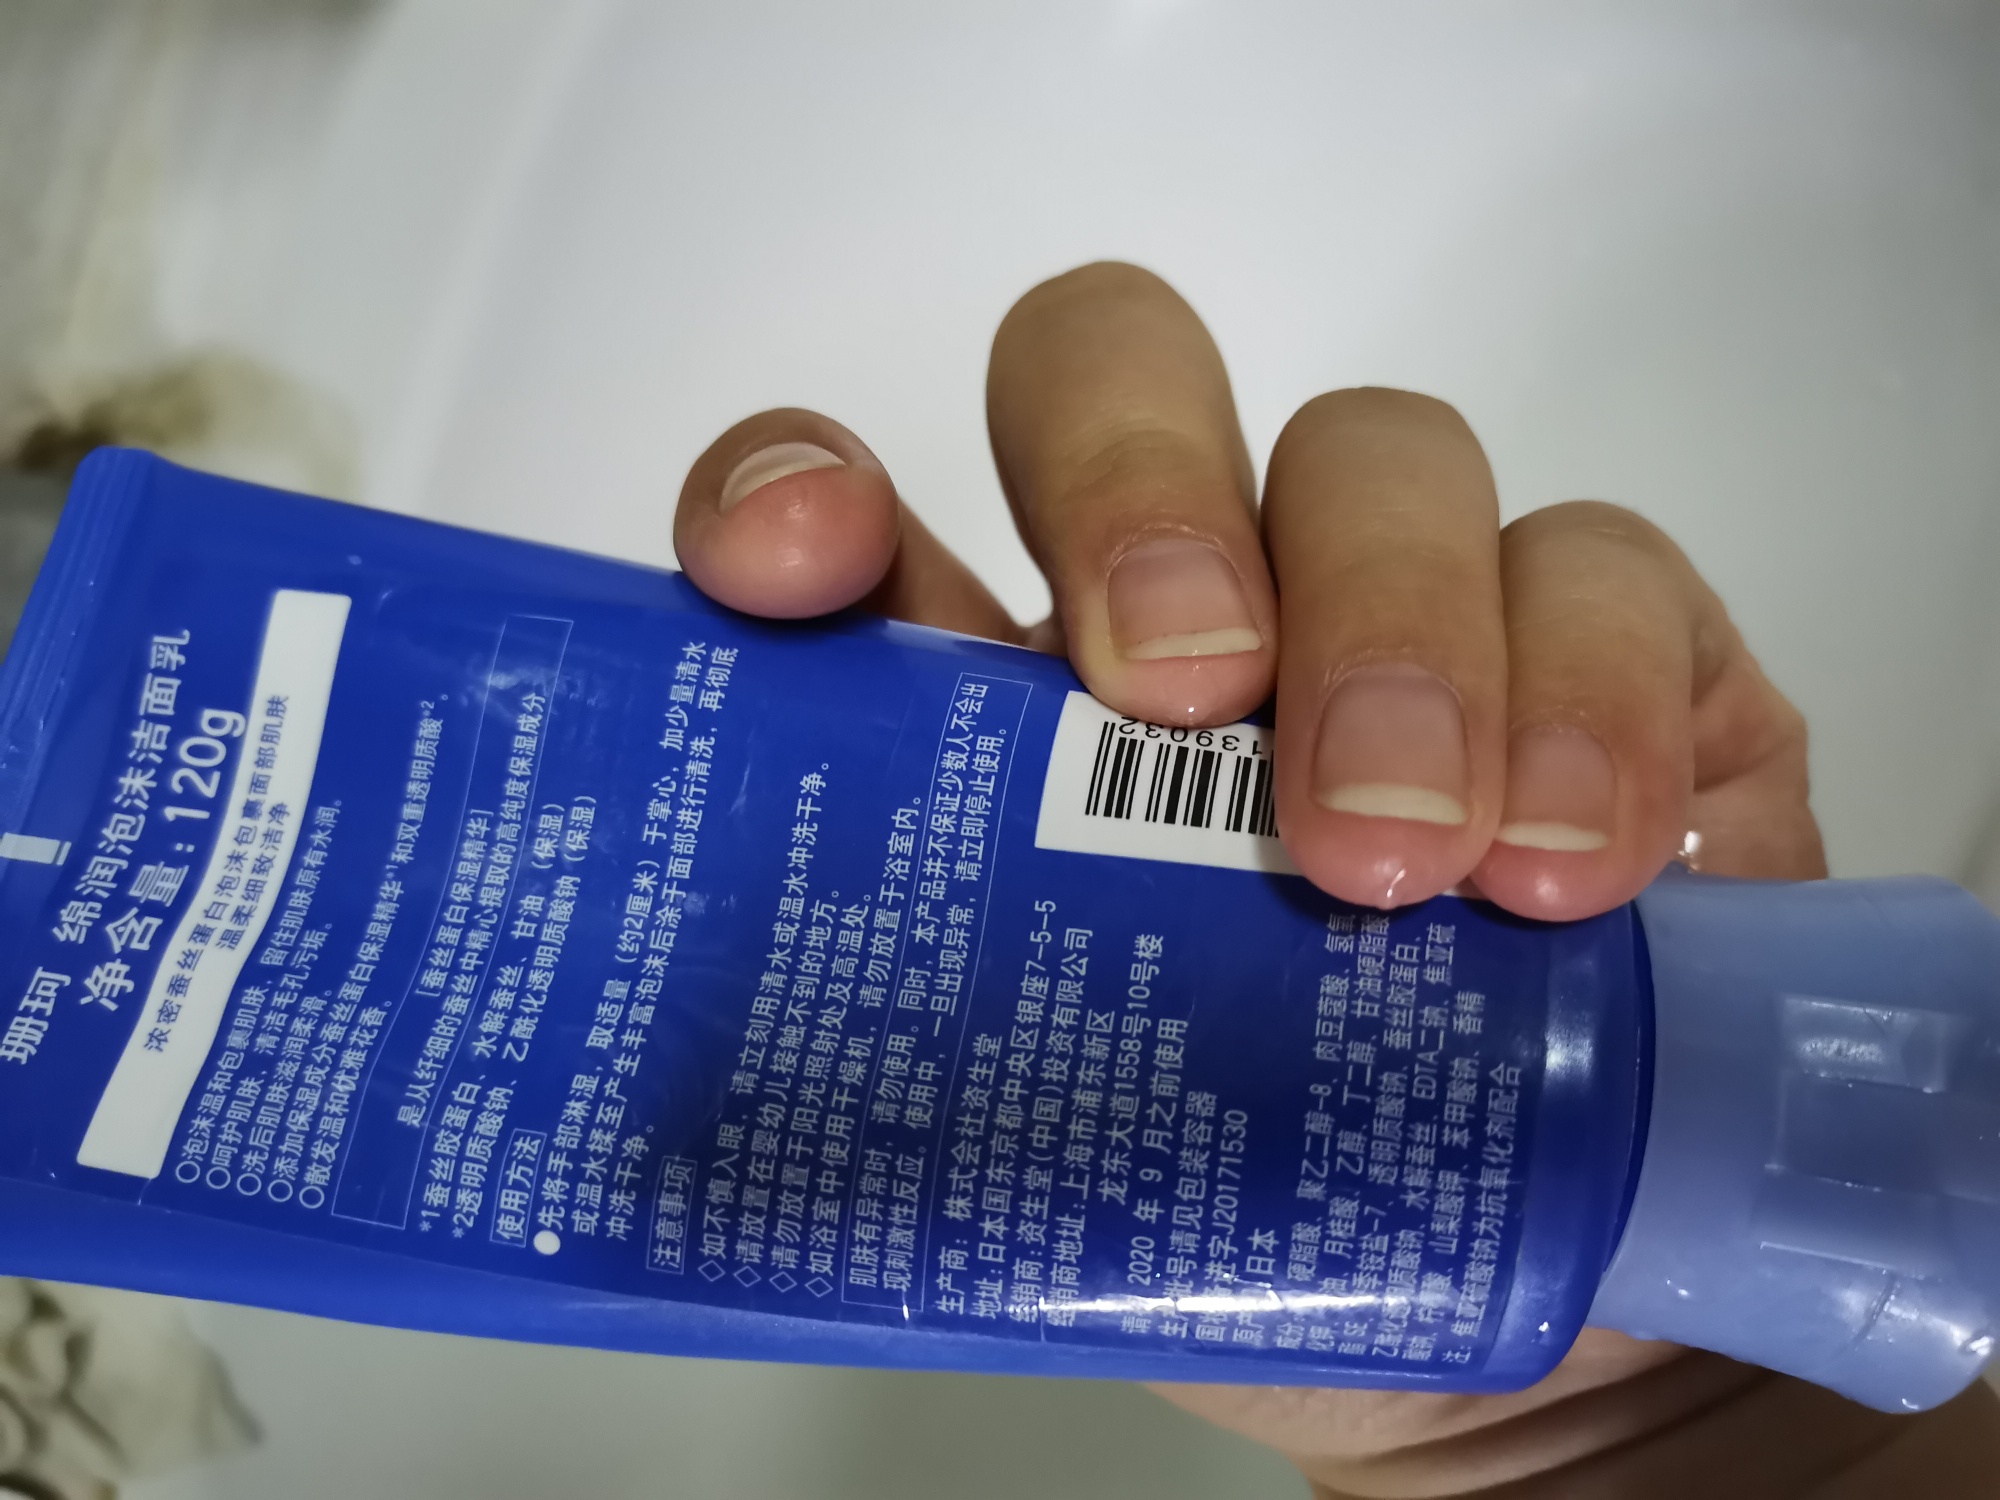 珊珂 绵润泡沫洁面乳
净含量：120g
浓密蚕丝蛋白泡沫包裹面部肌肤
温柔细致洁净
○泡沫温和包裹肌肤，留住肌肤原有水润。
○呵护肌肤、清洁毛孔污垢。
○洗后肌肤滋润柔滑。
○添加保湿成分蚕丝蛋白保湿精华*1和双重透明质酸*2。
○散发温和优雅花香。
［蚕丝蛋白保湿精华］
是从纤细的蚕丝中精心提取的高纯度保湿成分
*1蚕丝胶蛋白、水解蚕丝、甘油（保湿）
*2透明质酸钠、乙酰化透明质酸钠（保湿）
使用方法
●先将手部淋湿，取适量（约2厘米）于掌心，加少量清水
或温水揉至产生丰富泡沫后涂于面部进行清洗，再彻底
冲洗干净。
注意事项
◇如不慎入眼，请立刻用清水或温水冲洗干净。
◇请放置在婴幼儿接触不到的地方。
◇请勿放置于阳光照射处及高温处。
◇如浴室中使用干燥机，请勿放置于浴室内。
肌肤有异常时，请勿使用。同时，本产品并不保证少数人不会出
现刺激性反应。使用中，一旦出现异常，请立即停止使用。
生产商：株式会社资生堂
地址：日本国东京都中央区银座7-5-5
经销商：资生堂（中国）投资有限公司
经销商地址：上海市浦东新区
龙东大道1558号10号楼
请 2020 年 9 月之前使用
生产批号请见包装容器
国妆备进字J20171530
原产 日本
成分： 硬脂酸、聚乙二醇-8、肉豆蔻酸、氢氧
化钾、 油、月桂酸、乙醇、丁二醇、甘油硬脂酸
酯 SE、 季铵盐-7、透明质酸钠、蚕丝胶蛋白、
乙酰化透明质酸钠、水解蚕丝、EDTA二钠、焦亚硫
酸钠、柠檬酸、山梨酸钾、苯甲酸钠、香精
注：焦亚硫酸钠为抗氧化剂配合